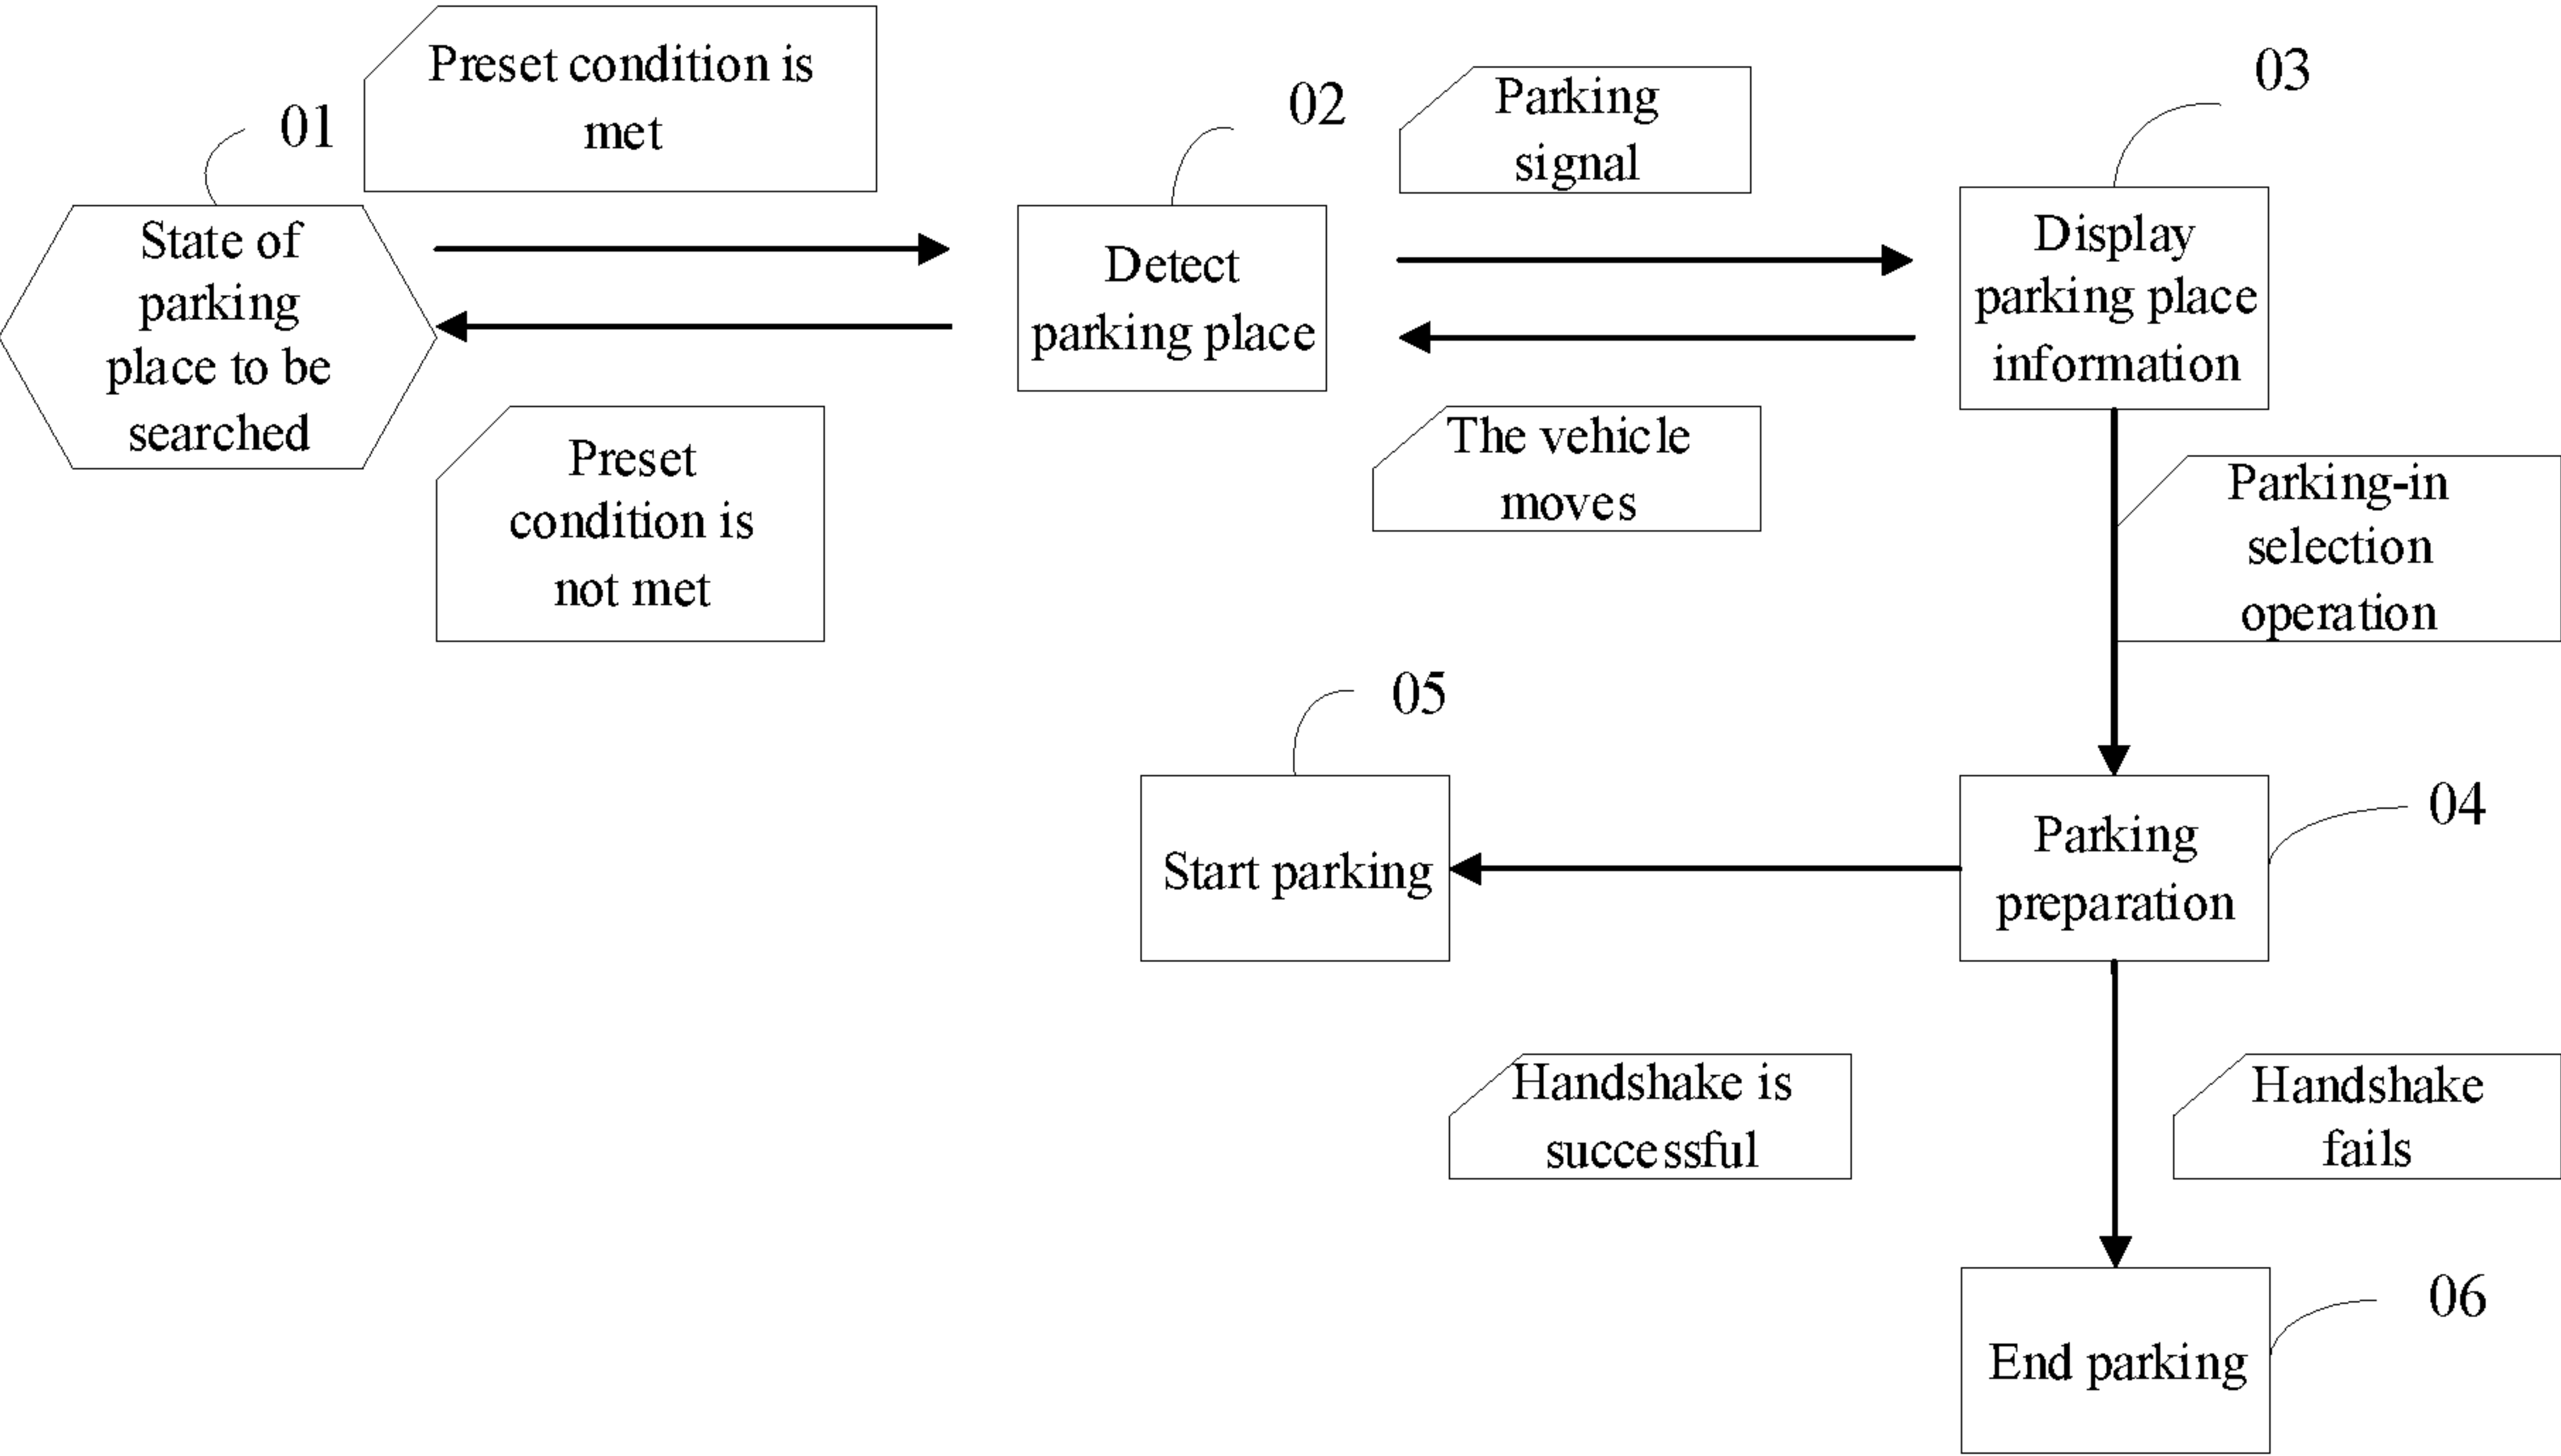 Preset condition is
met
01
State of
parking
place to be
searched
Preset
condition is
not met
02
Detect
parking place
Parking
signal
The vehicle
moves
03
Display
parking place
information
Parking-in
selection
operation
05
Start parking
04
Parking
preparation
Handshake is
successful
Handshake
fails
06
End parking